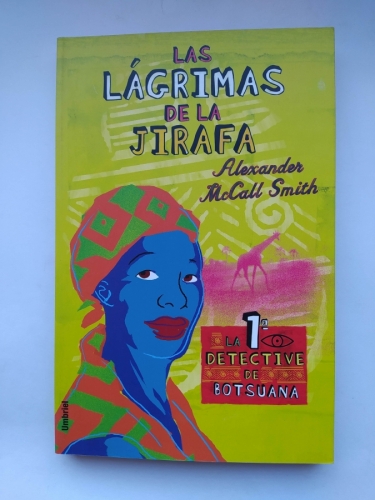 LAS
LÁGRIMAS
DE LA
JIRAFA
Alexander
McCall Smith
LA 1ª
DETECTIVE
DE
BOTSUANA
Umbriel